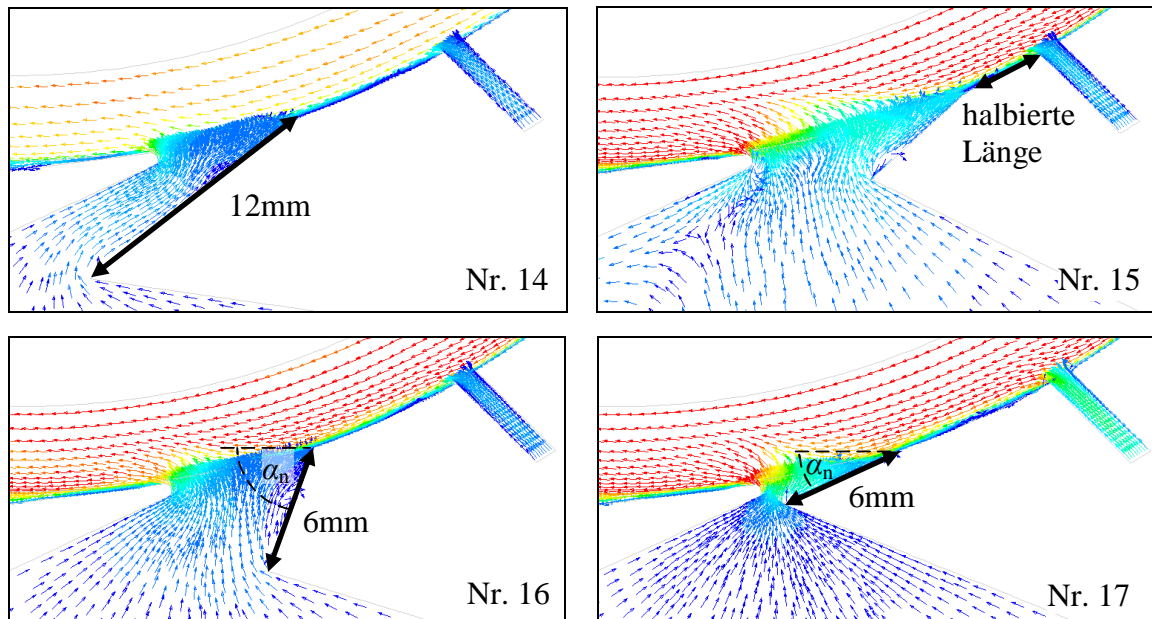 12mm
Nr. 14
halbierte
Länge
Nr. 15
αn
6mm
Nr. 16
αn
6mm
Nr. 17